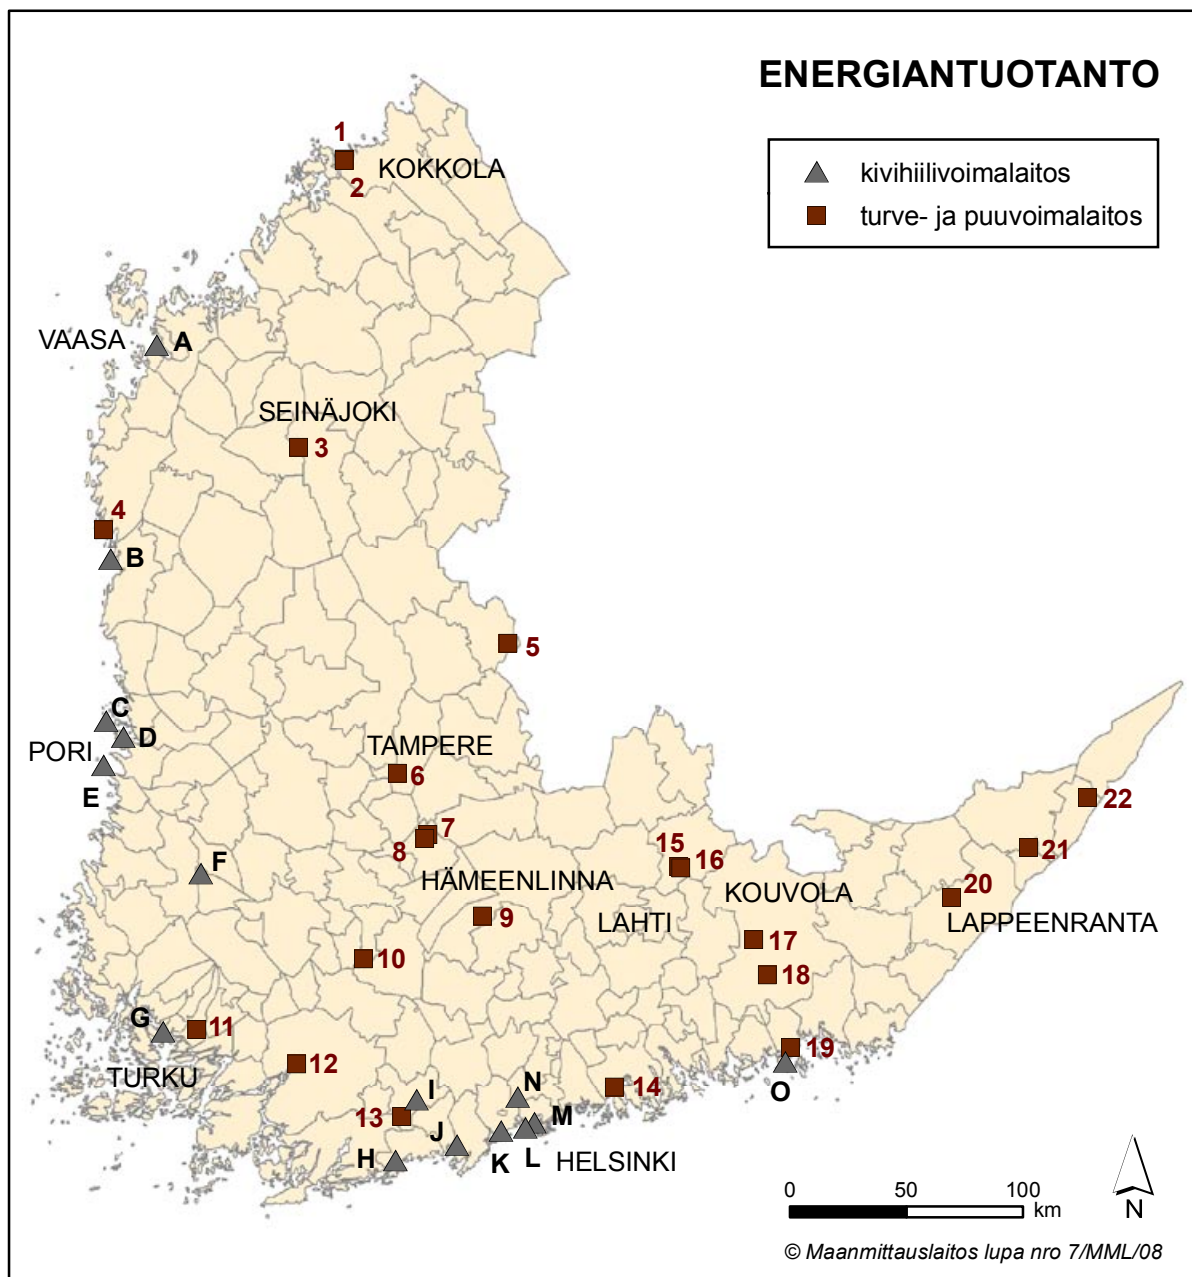 ENERGIANTUOTANTO
kivihiilivoimalaitos
turve- ja puuvoimalaitos
1
KOKKOLA
2
VAASA
A
SEINÄJOKI
3
4
B
5
C
D
PORI
TAMPERE
E
6
22
7
8
15
16
21
F
HÄMEENLINNA
KOUVOLA
20
9
LAHTI
LAPPEENRANTA
17
10
18
G
11
19
12
TURKU
I
N
14
O
13
J
M
H
K
L
HELSINKI
0
50
100
km
N
© Maanmittauslaitos lupa nro 7/MML/08